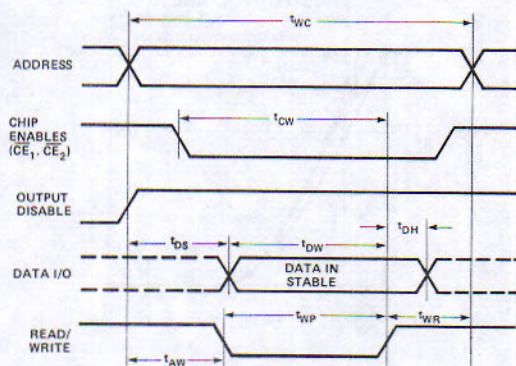 tWC
ADDRESS
CHIP
ENABLES
(CE1, CE2)
tCW
OUTPUT
DISABLE
tDH
tDS
tDW
DATA I/O
DATA IN
STABLE
tWP
tWR
READ/
WRITE
tAW